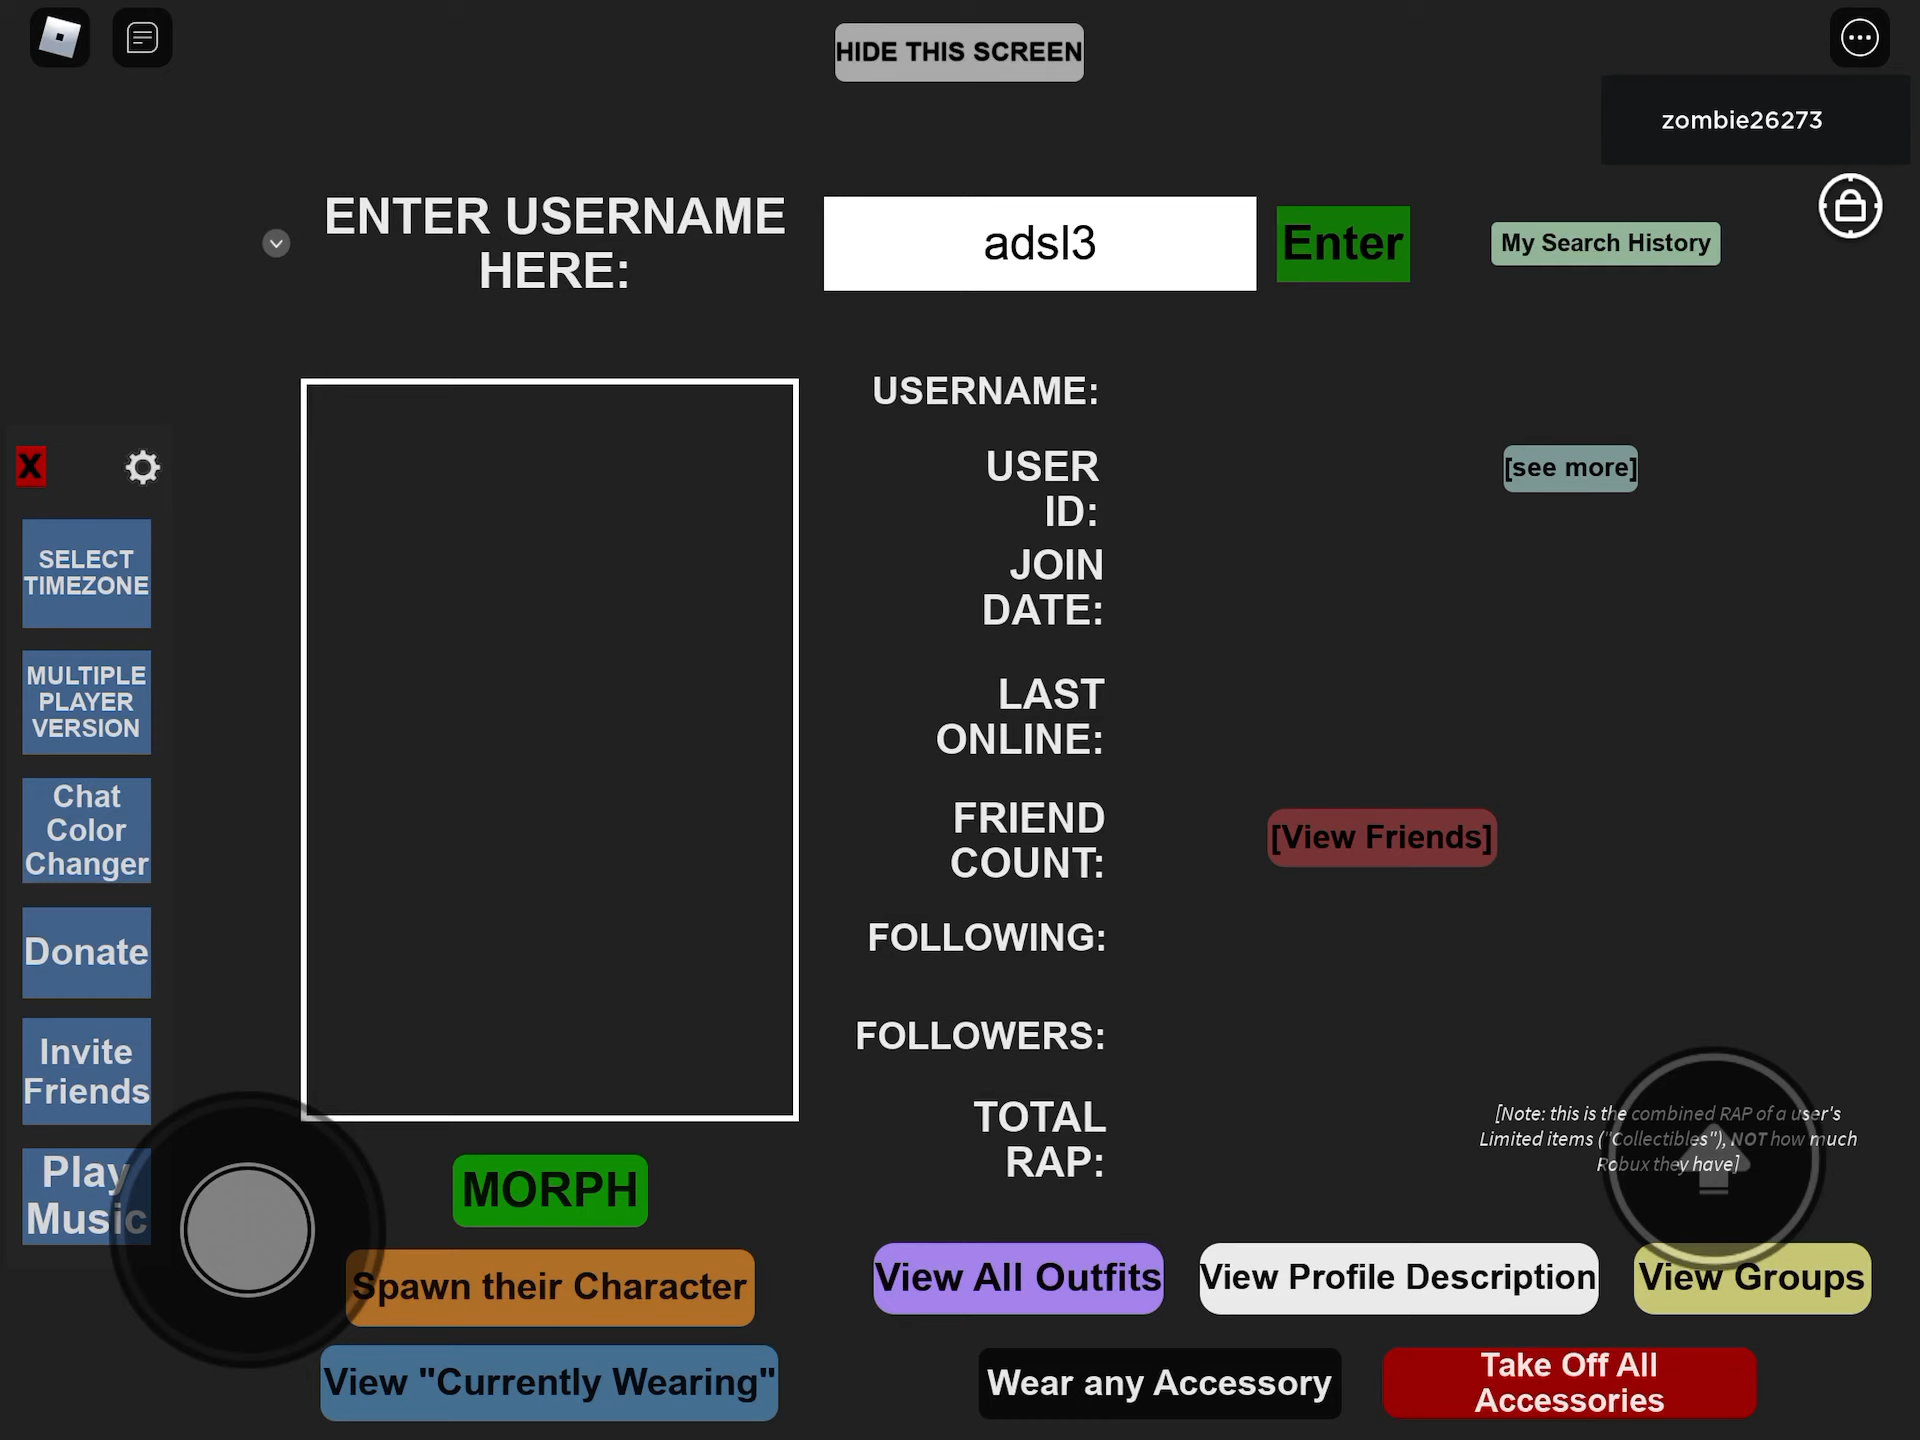 HIDE THIS SCREEN
zombie26273
ENTER USERNAME
HERE:
adsl3
Enter
My Search History
X
SELECT
TIMEZONE
MULTIPLE
PLAYER
VERSION
Chat
Color
Changer
Donate
Invite
Friends
Play
Music
USERNAME:
USER
ID:
[see more]
JOIN
DATE:
LAST
ONLINE:
FRIEND
COUNT:
[View Friends]
FOLLOWING:
FOLLOWERS:
TOTAL
RAP:
[Note: this is the combined RAP of a user's
Limited items ("Collectibles"), NOT how much
Robux they have]
MORPH
Spawn their Character
View "Currently Wearing"
View All Outfits
View Profile Description
View Groups
Wear any Accessory
Take Off All
Accessories